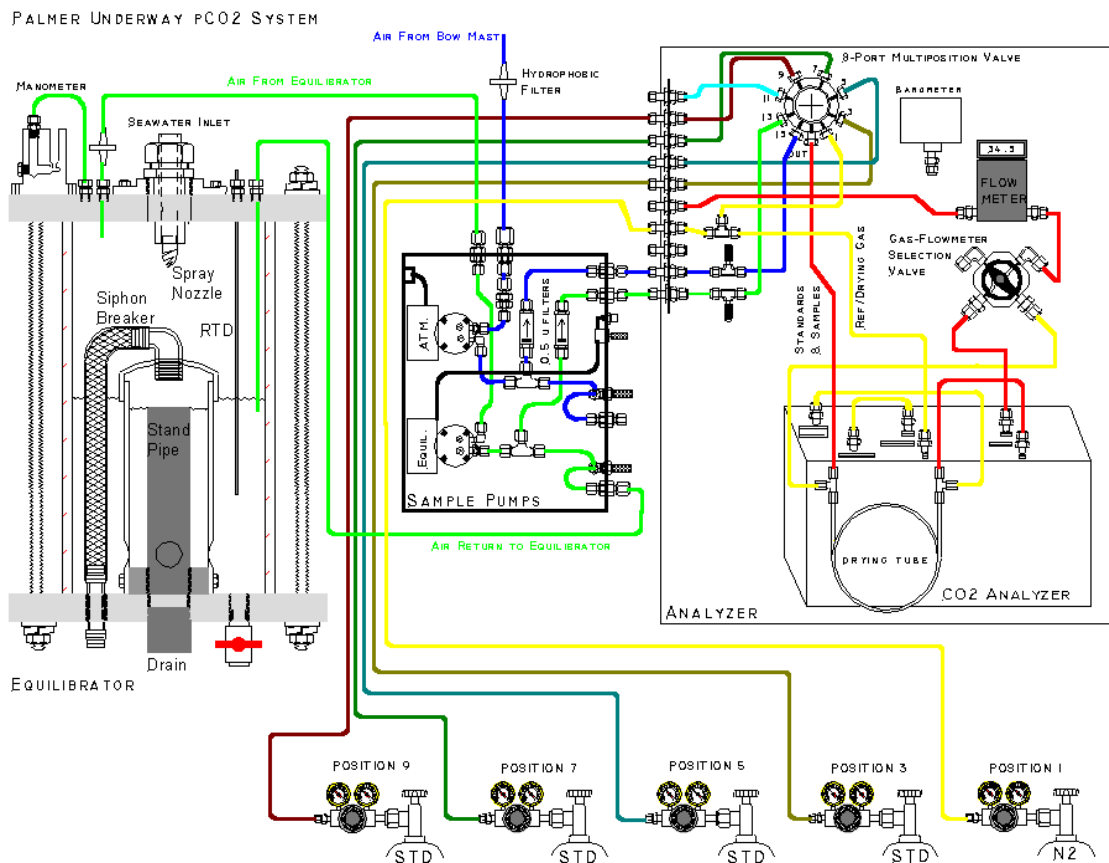 PALMER UNDERWAY PCO2 SYSTEM
AIR FROM BOW MAST
AIR FROM EQUILIBRATOR
HYDROPHOBIC
FILTER
MANOMETER
SEAWATER INLET
8-PORT MULTIPOSITION VALVE
BAROMETER
9
7
5
11
3
13
15
1
OUT
34.3
FLOW
METER
GAS-FLOWMETER
SELECTION
VALVE
Spray
Nozzle
Siphon
Breaker
RTD
Stand
Pipe
ATM.
0.5 U FILTERS
EQUIL.
SAMPLE PUMPS
STANDARDS
& SAMPLES
REF/DRYING GAS
AIR RETURN TO EQUILIBRATOR
DRYING TUBE
CO2 ANALYZER
ANALYZER
Drain
EQUILIBRATOR
POSITION 9
POSITION 7
POSITION 5
POSITION 3
POSITION 1
STD
STD
STD
STD
N2